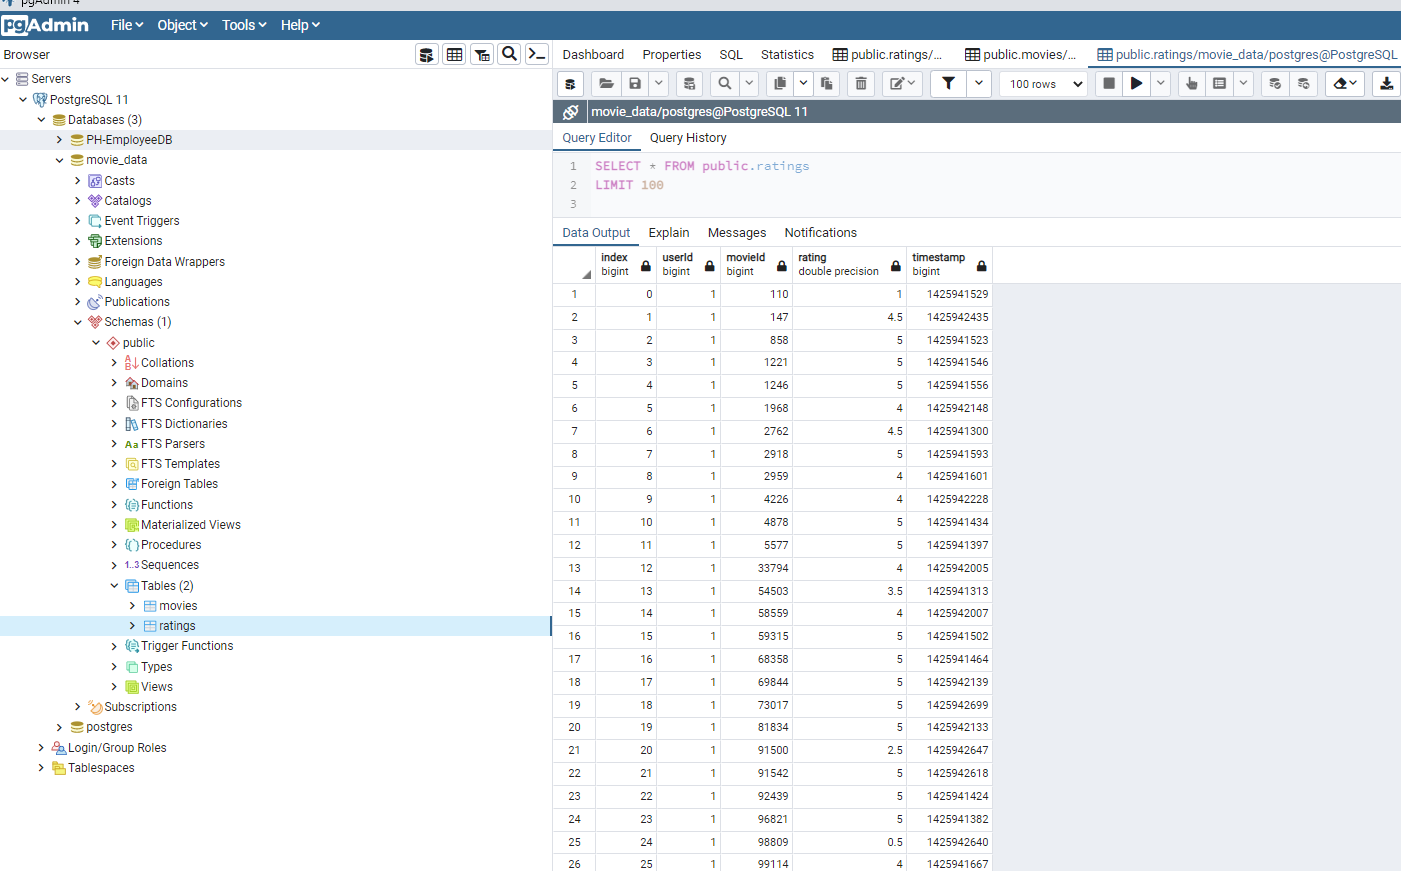 pgAdmin 4
pgAdmin File Object Tools Help
Browser
Servers
PostgreSQL 11
Databases (3)
PH-EmployeeDB
movie_data
Casts
Catalogs
Event Triggers
Extensions
Foreign Data Wrappers
Languages
Publications
Schemas (1)
public
Collations
Domains
FTS Configurations
FTS Dictionaries
Aa FTS Parsers
FTS Templates
Foreign Tables
Functions
Materialized Views
Procedures
1..3 Sequences
Tables (2)
movies
ratings
Trigger Functions
Types
Views
Subscriptions
postgres
Login/Group Roles
Tablespaces
Dashboard Properties SQL Statistics public.ratings/... public.movies/... public.ratings/movie_data/postgres@PostgreSQL
100 rows
movie_data/postgres@PostgreSQL 11
Query Editor Query History
1 SELECT * FROM public.ratings
2 LIMIT 100
3
Data Output Explain Messages Notifications
index userId movieId rating timestamp
bigint bigint bigint double precision bigint
1 0 1 110 1 1425941529
2 1 1 147 4.5 1425942435
3 2 1 858 5 1425941523
4 3 1 1221 5 1425941546
5 4 1 1246 5 1425941556
6 5 1 1968 4 1425942148
7 6 1 2762 4.5 1425941300
8 7 1 2918 5 1425941593
9 8 1 2959 4 1425941601
10 9 1 4226 4 1425942228
11 10 1 4878 5 1425941434
12 11 1 5577 5 1425941397
13 12 1 33794 4 1425942005
14 13 1 54503 3.5 1425941313
15 14 1 58559 4 1425942007
16 15 1 59315 5 1425941502
17 16 1 68358 5 1425941464
18 17 1 69844 5 1425942139
19 18 1 73017 5 1425942699
20 19 1 81834 5 1425942133
21 20 1 91500 2.5 1425942647
22 21 1 91542 5 1425942618
23 22 1 92439 5 1425941424
24 23 1 96821 5 1425941382
25 24 1 98809 0.5 1425942640
26 25 1 99114 4 1425941667